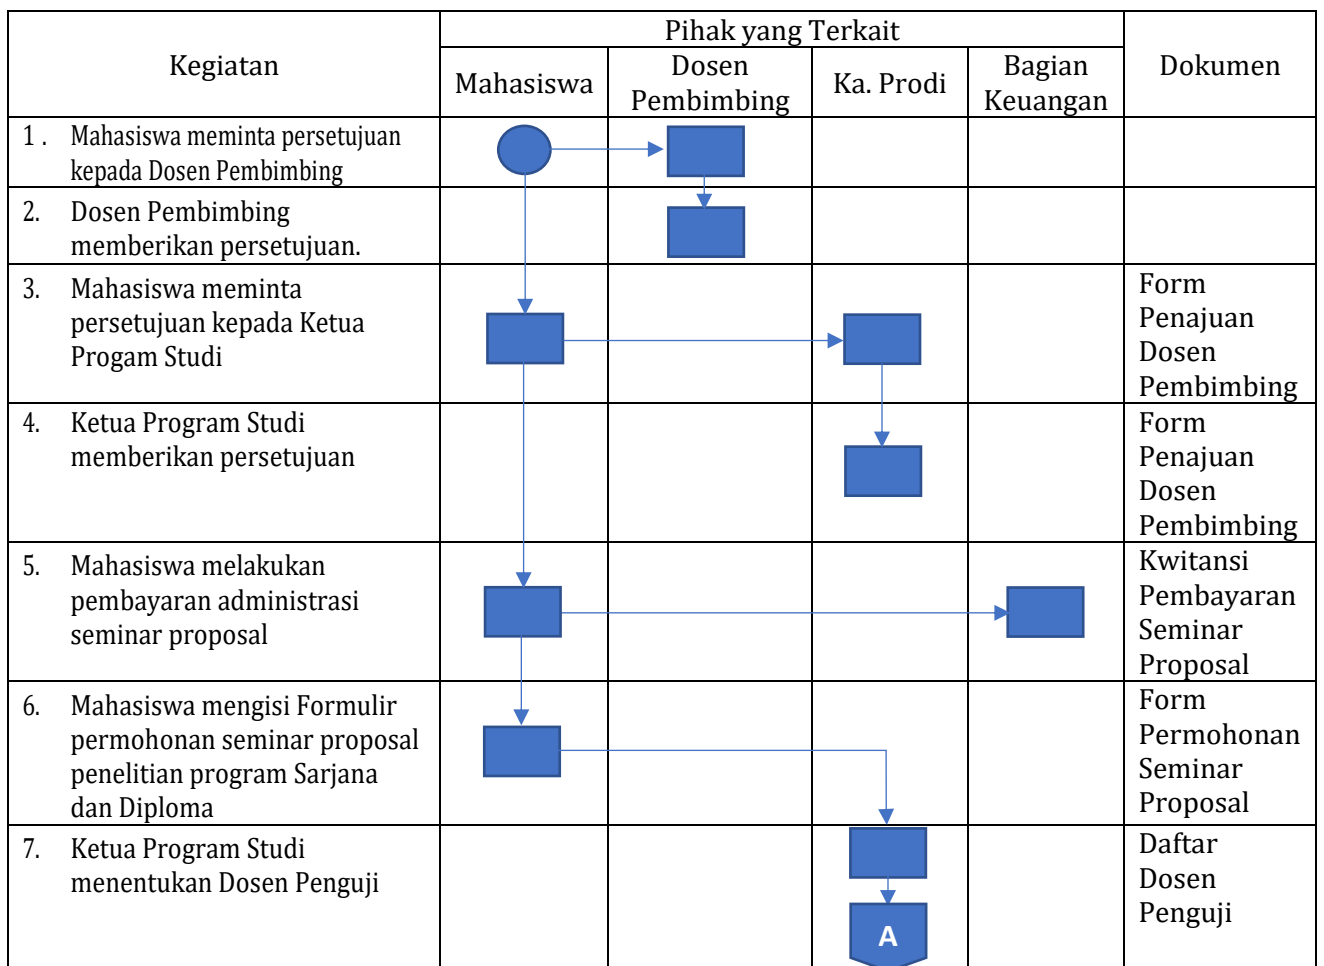 Kegiatan
Pihak yang Terkait
Dokumen
Mahasiswa
Dosen
Pembimbing
Ka. Prodi
Bagian
Keuangan
1 . Mahasiswa meminta persetujuan
kepada Dosen Pembimbing
2. Dosen Pembimbing
memberikan persetujuan.
3. Mahasiswa meminta
persetujuan kepada Ketua
Progam Studi
Form
Penajuan
Dosen
Pembimbing
4. Ketua Program Studi
memberikan persetujuan
Form
Penajuan
Dosen
Pembimbing
5. Mahasiswa melakukan
pembayaran administrasi
seminar proposal
Kwitansi
Pembayaran
Seminar
Proposal
6. Mahasiswa mengisi Formulir
permohonan seminar proposal
penelitian program Sarjana
dan Diploma
Form
Permohonan
Seminar
Proposal
7. Ketua Program Studi
menentukan Dosen Penguji
A
Daftar
Dosen
Penguji